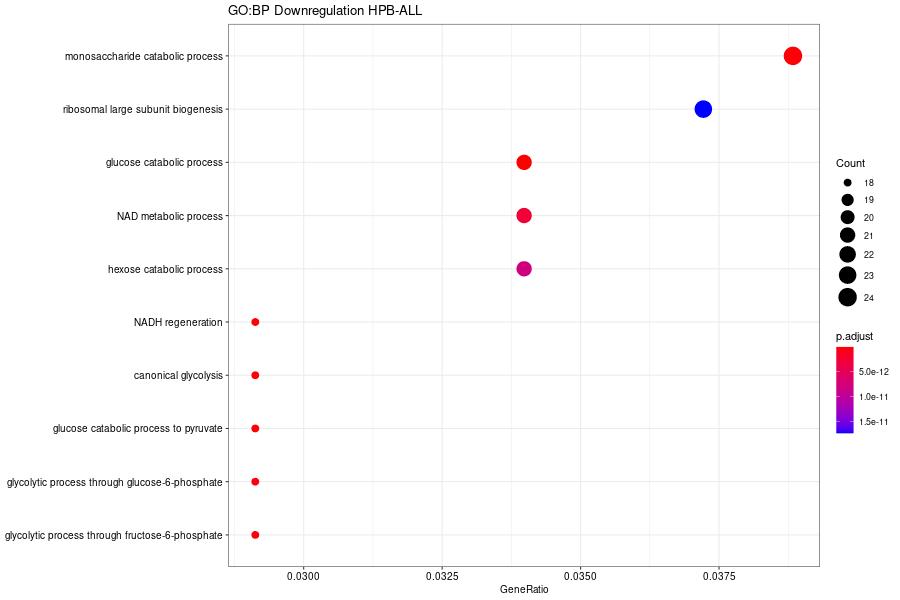 GO:BP Downregulation HPB-ALL
monosaccharide catabolic process
ribosomal large subunit biogenesis
glucose catabolic process
NAD metabolic process
hexose catabolic process
NADH regeneration
canonical glycolysis
glucose catabolic process to pyruvate
glycolytic process through glucose-6-phosphate
glycolytic process through fructose-6-phosphate
0.0300 0.0325 0.0350 0.0375
GeneRatio
Count
18
19
20
21
22
23
24
p.adjust
5.0e-12
1.0e-11
1.5e-11